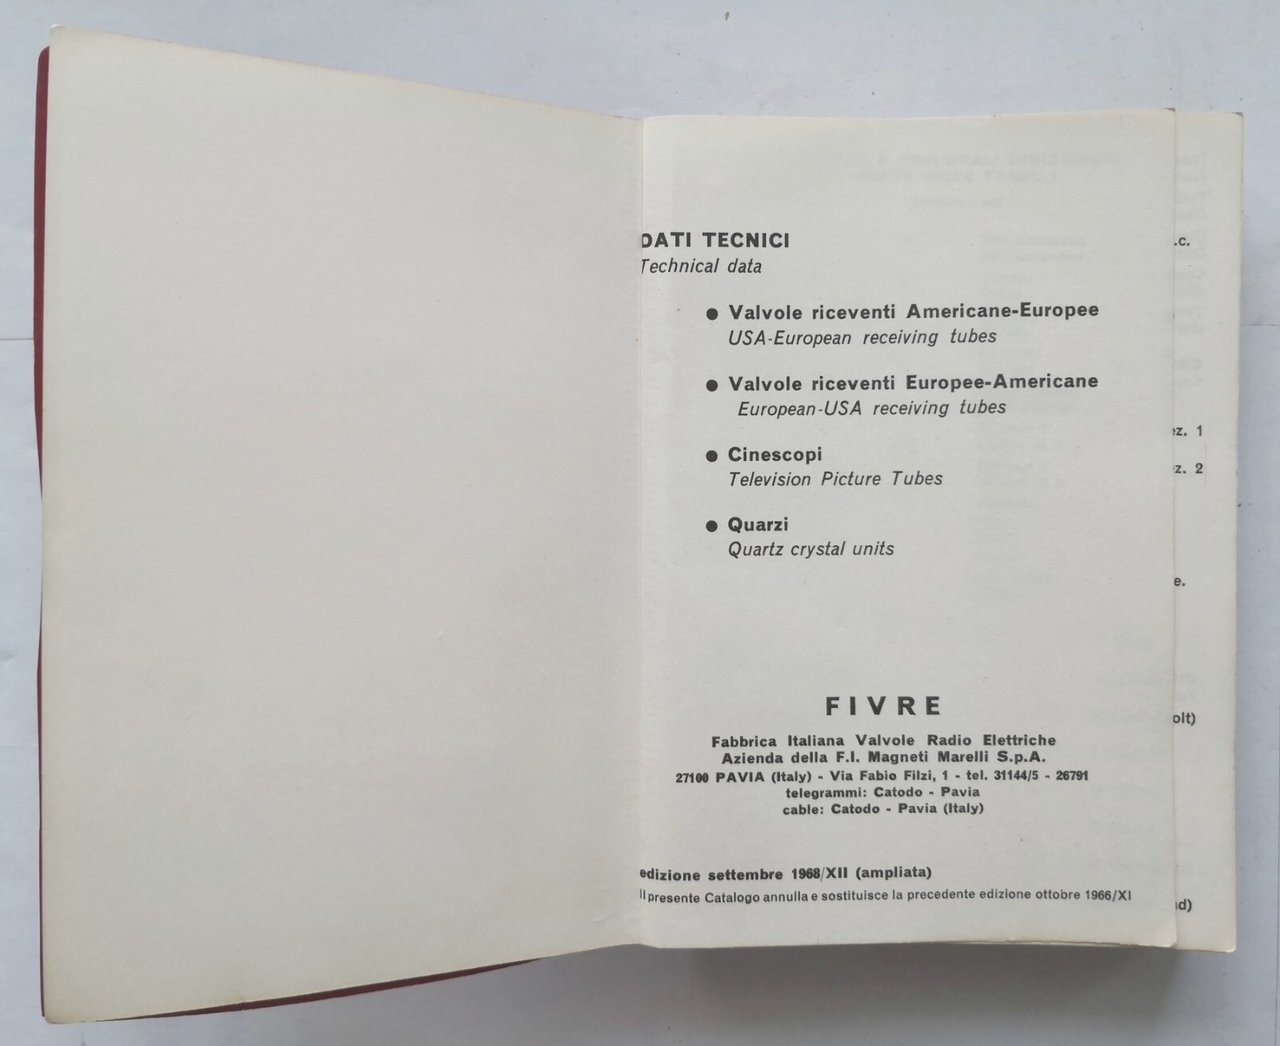 DATI TECNICI
Technical data
● Valvole riceventi Americane-Europee
USA-European receiving tubes
● Valvole riceventi Europee-Americane
European-USA receiving tubes
● Cinescopi
Television Picture Tubes
● Quarzi
Quartz crystal units
FIVRE
Fabbrica Italiana Valvole Radio Elettriche
Azienda della F.I. Magneti Marelli S.p.A.
27100 PAVIA (Italy) - Via Fabio Filzi, 1 - tel. 31144/5 - 26791
telegrammi: Catodo - Pavia
cable: Catodo - Pavia (Italy)
edizione settembre 1968/XII (ampliata)
Il presente Catalogo annulla e sostituisce la precedente edizione ottobre 1966/XI
.c.
z. 1
z. 2
e.
olt)
d)